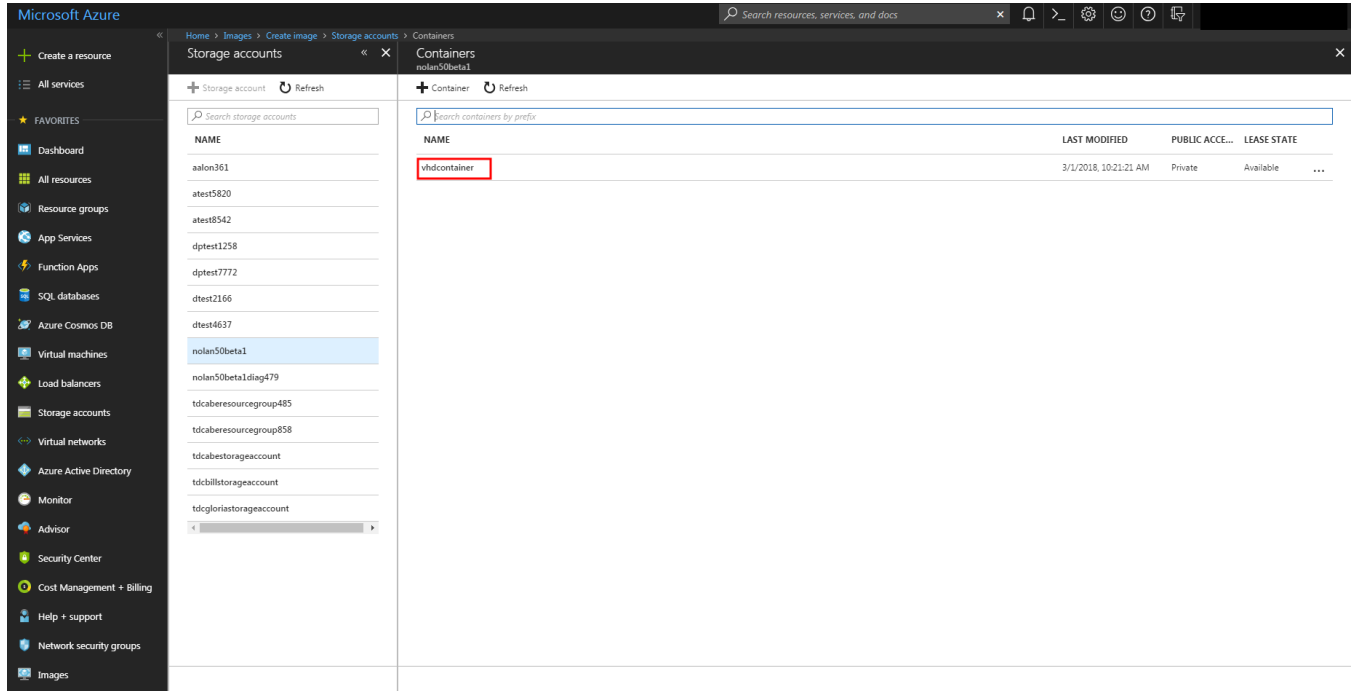 Microsoft Azure
Search resources, services, and docs
Home > Images > Create image > Storage accounts > Containers
Create a resource
All services
FAVORITES
Dashboard
All resources
Resource groups
App Services
Function Apps
SQL databases
Azure Cosmos DB
Virtual machines
Load balancers
Storage accounts
Virtual networks
Azure Active Directory
Monitor
Advisor
Security Center
Cost Management + Billing
Help + support
Network security groups
Images
Storage accounts
Storage account Refresh
Search storage accounts
NAME
aalon361
atest5820
atest8542
dptest1258
dptest7772
dtest2166
dtest4637
nolan50beta1
nolan50beta1diag479
tdcaberesourcegroup485
tdcaberesourcegroup858
tdcabestorageaccount
tdcbillstorageaccount
tdcgloriastorageaccount
Containers
nolan50beta1
Container Refresh
Search containers by prefix
NAME LAST MODIFIED PUBLIC ACCE... LEASE STATE
vhdcontainer 3/1/2018, 10:21:21 AM Private Available ...